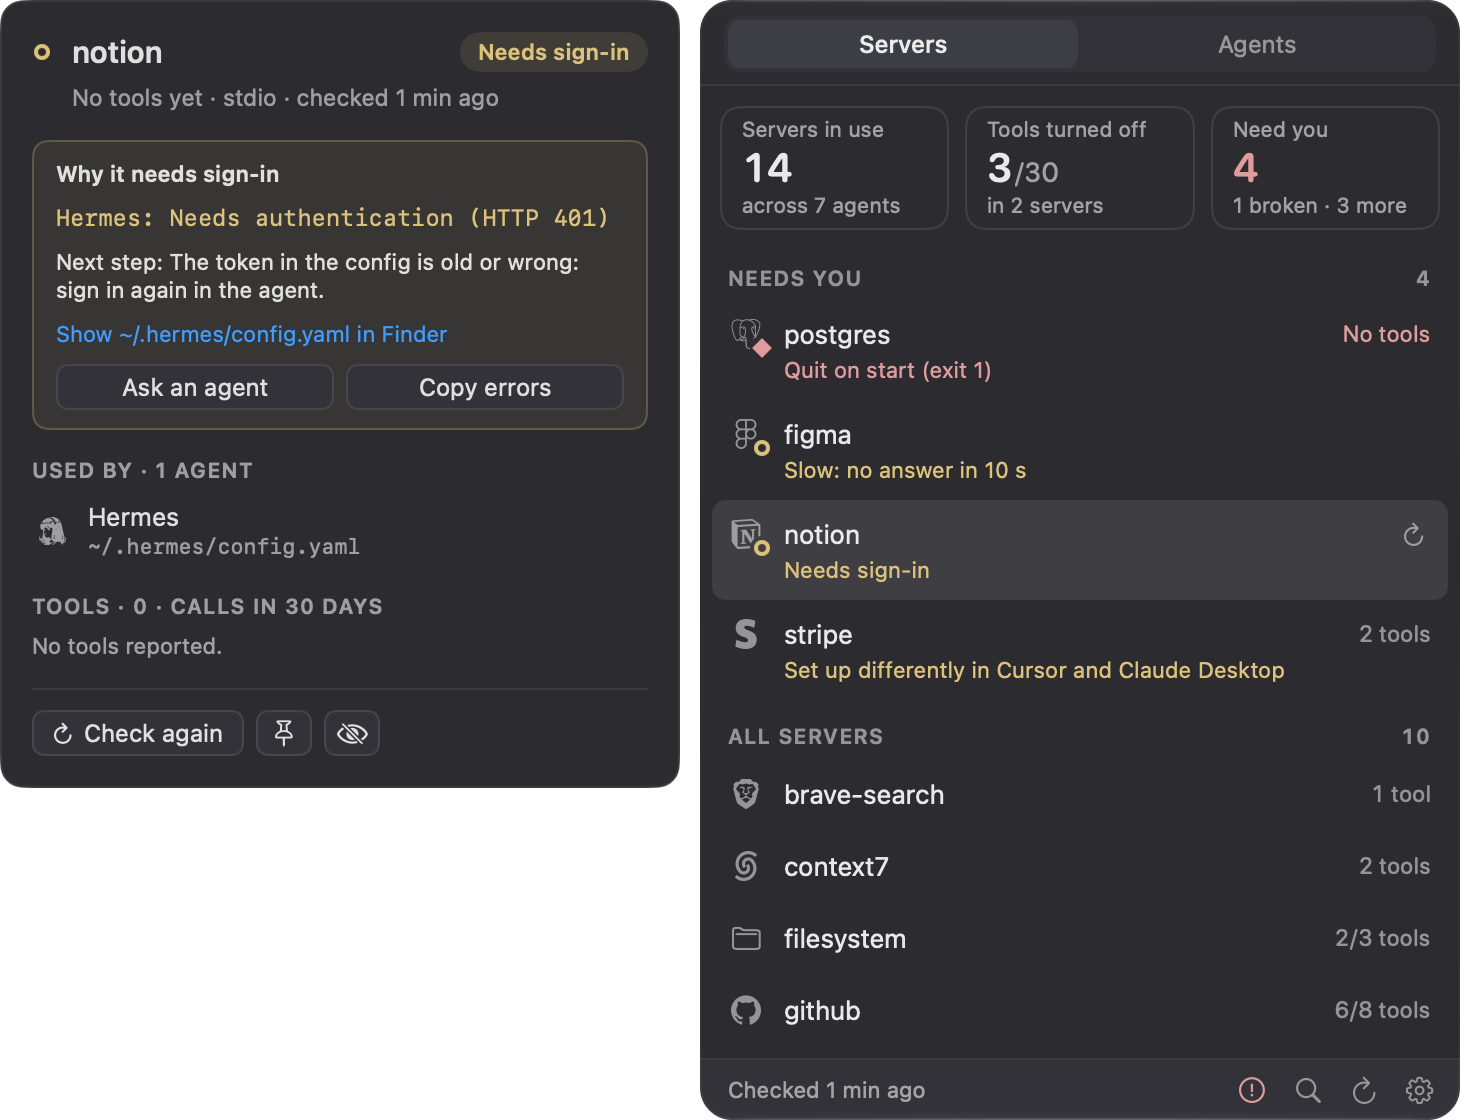 notion
Needs sign-in
No tools yet · stdio · checked 1 min ago
Why it needs sign-in
Hermes: Needs authentication (HTTP 401)
Next step: The token in the config is old or wrong:
sign in again in the agent.
Show ~/.hermes/config.yaml in Finder
Ask an agent
Copy errors
USED BY · 1 AGENT
Hermes
~/.hermes/config.yaml
TOOLS · 0 · CALLS IN 30 DAYS
No tools reported.
Check again
Servers
Agents
Servers in use
14
across 7 agents
Tools turned off
3/30
in 2 servers
Need you
4
1 broken · 3 more
NEEDS YOU
4
postgres
No tools
Quit on start (exit 1)
figma
Slow: no answer in 10 s
notion
Needs sign-in
stripe
2 tools
Set up differently in Cursor and Claude Desktop
ALL SERVERS
10
brave-search
1 tool
context7
2 tools
filesystem
2/3 tools
github
6/8 tools
Checked 1 min ago